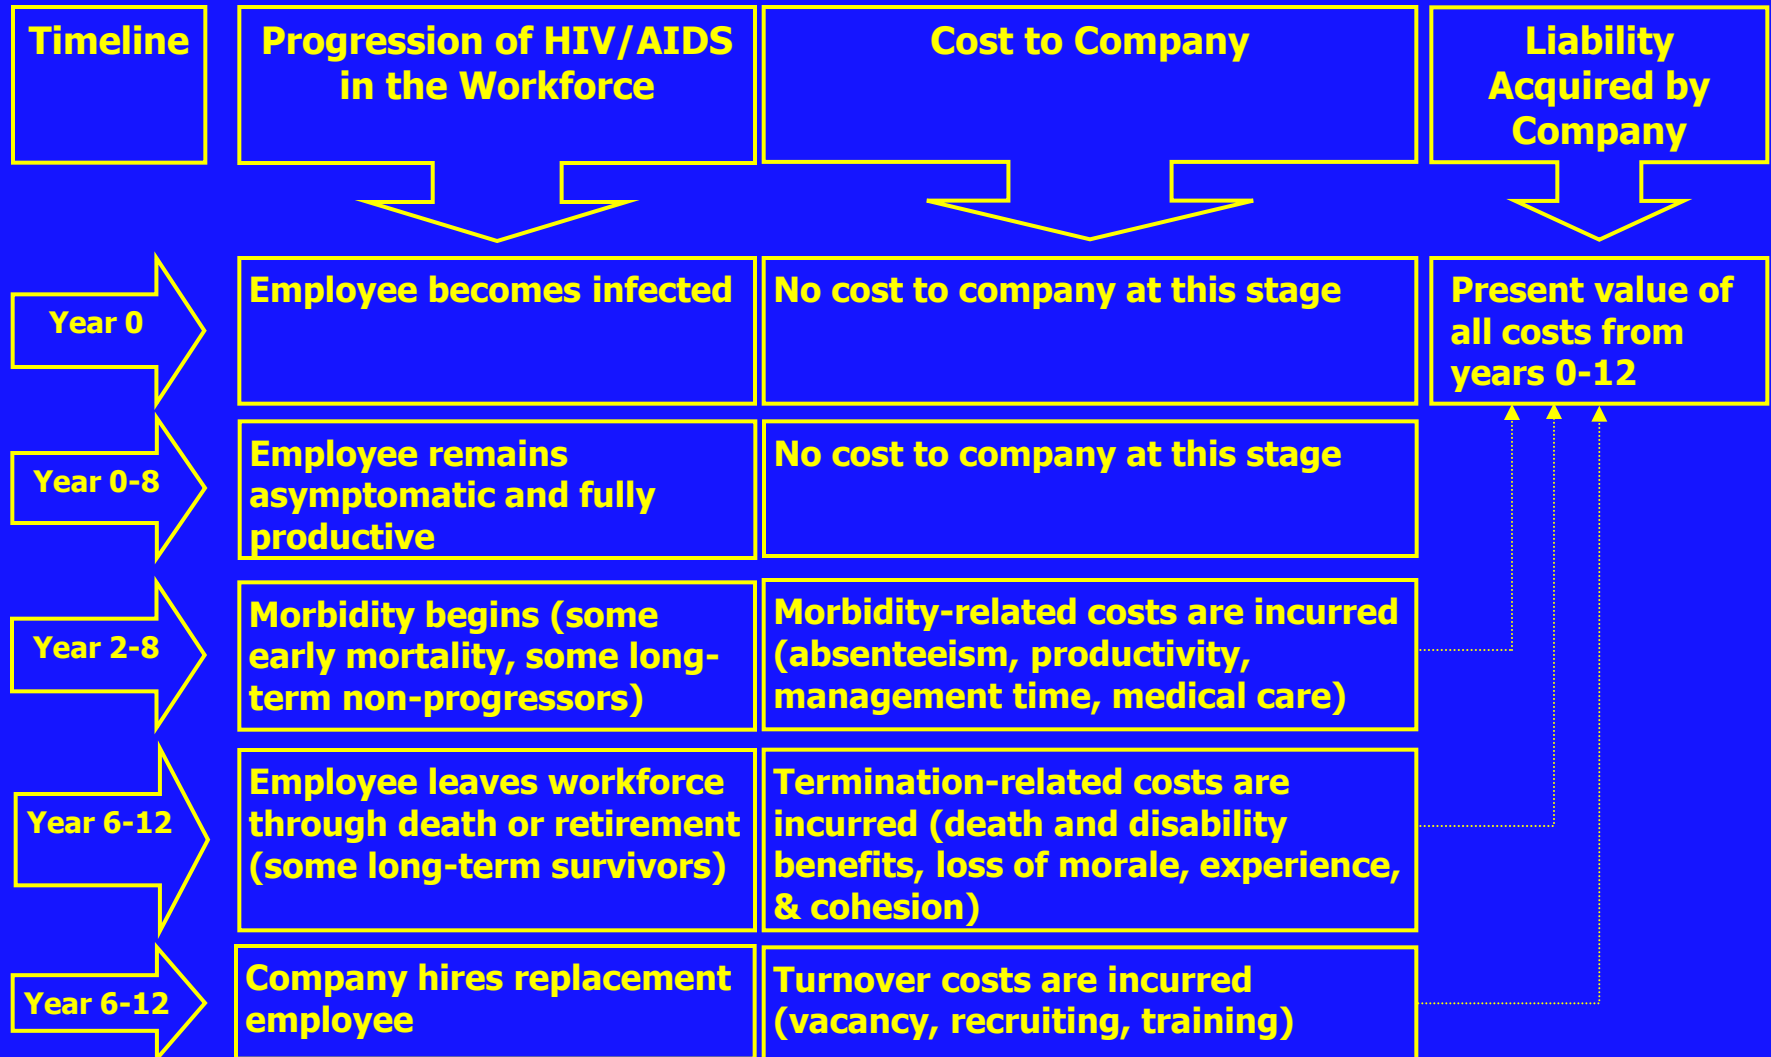 Timeline
Progression of HIV/AIDS
in the Workforce
Cost to Company
Liability
Acquired by
Company
Year 0
Employee becomes infected
No cost to company at this stage
Present value of
all costs from
years 0-12
Year 0-8
Employee remains
asymptomatic and fully
productive
No cost to company at this stage
Year 2-8
Morbidity begins (some
early mortality, some long-
term non-progressors)
Morbidity-related costs are incurred
(absenteeism, productivity,
management time, medical care)
Year 6-12
Employee leaves workforce
through death or retirement
(some long-term survivors)
Termination-related costs are
incurred (death and disability
benefits, loss of morale, experience,
& cohesion)
Year 6-12
Company hires replacement
employee
Turnover costs are incurred
(vacancy, recruiting, training)